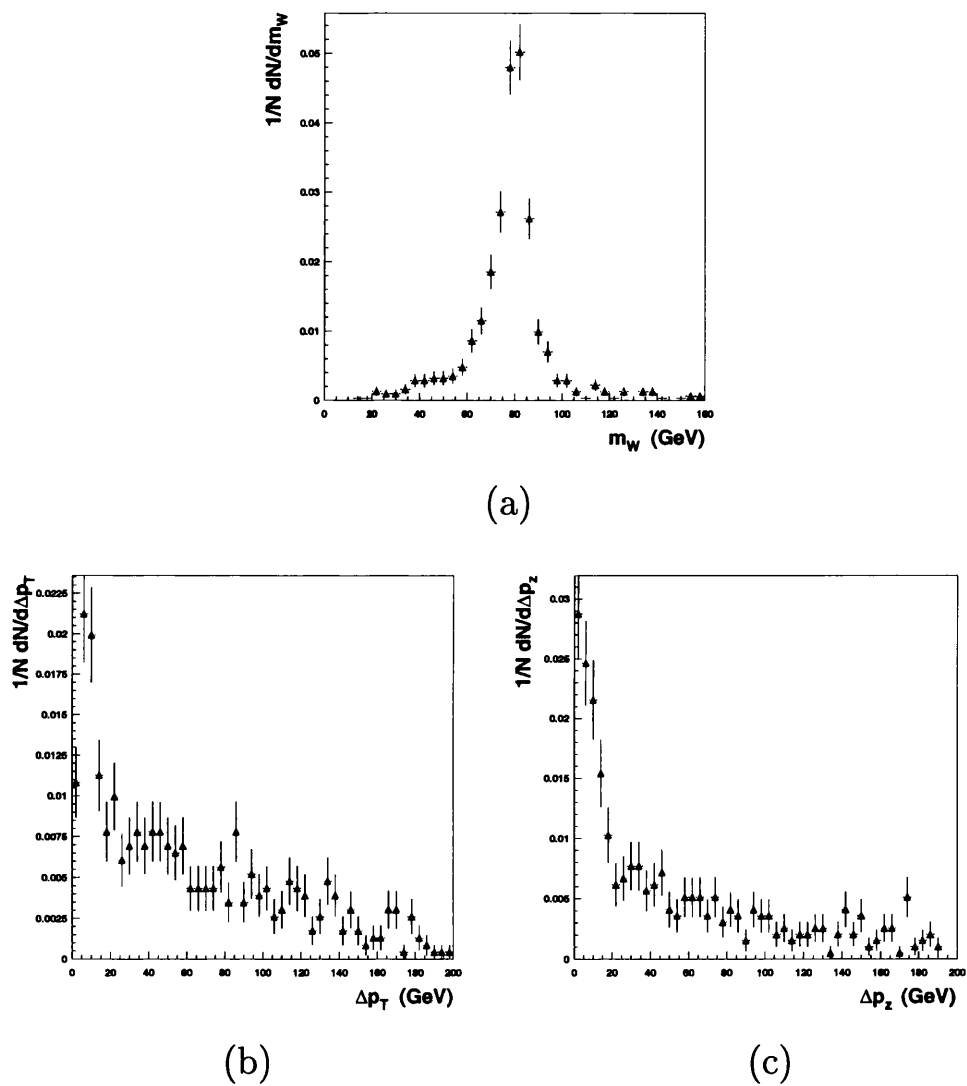 1/N dN/dm_W
0.05
0.04
0.03
0.02
0.01
0
0 20 40 60 80 100 120 140 160
m_W (GeV)
(a)
1/N dN/dΔp_T
0.0225
0.02
0.0175
0.015
0.0125
0.01
0.0075
0.005
0.0025
0
0 20 40 60 80 100 120 140 160 180 200
Δp_T (GeV)
(b)
1/N dN/dΔp_z
0.03
0.025
0.02
0.015
0.01
0.005
0
0 20 40 60 80 100 120 140 160 180 200
Δp_z (GeV)
(c)